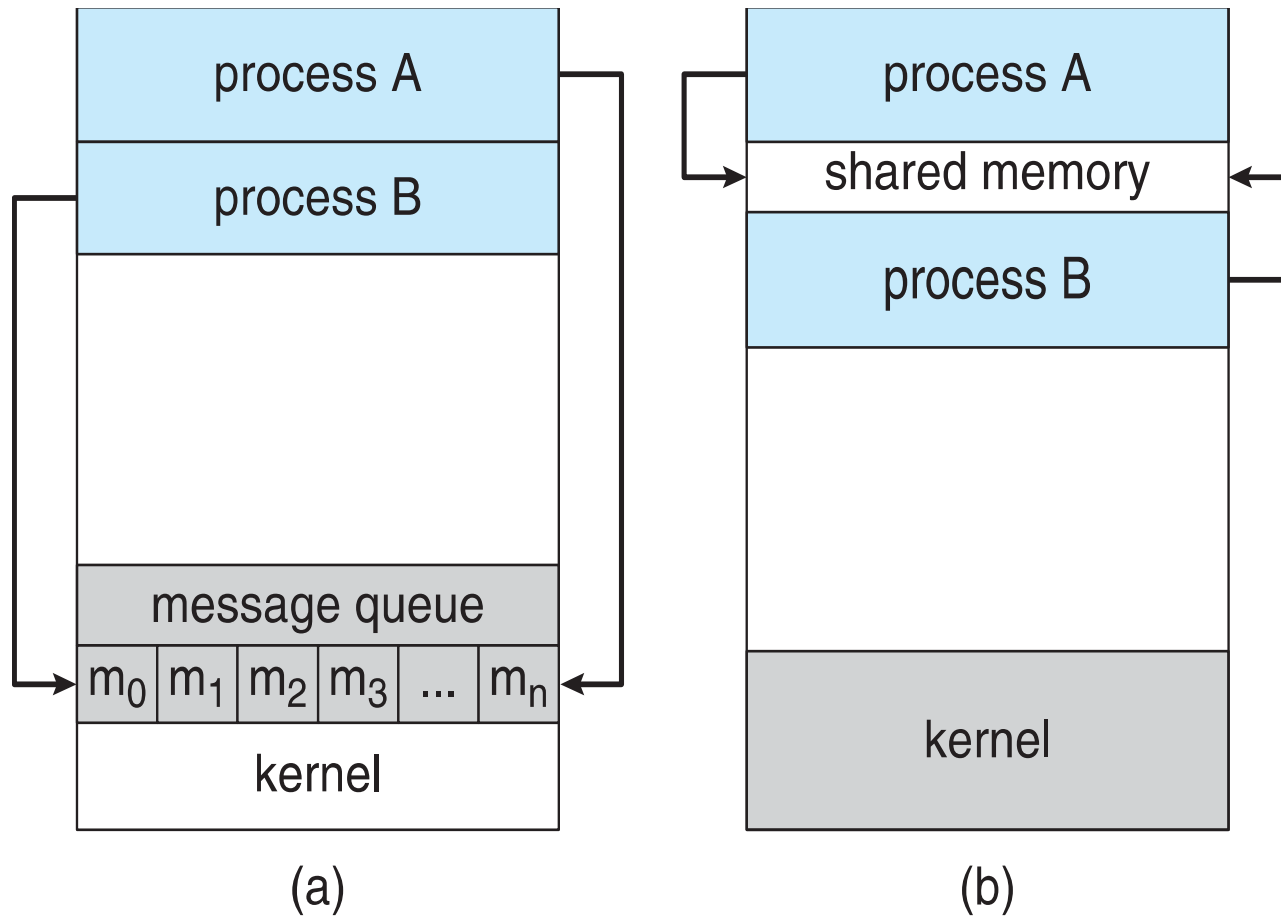 process A
process B
message queue
m0 m1 m2 m3 ... mn
kernel
(a)
process A
shared memory
process B
kernel
(b)